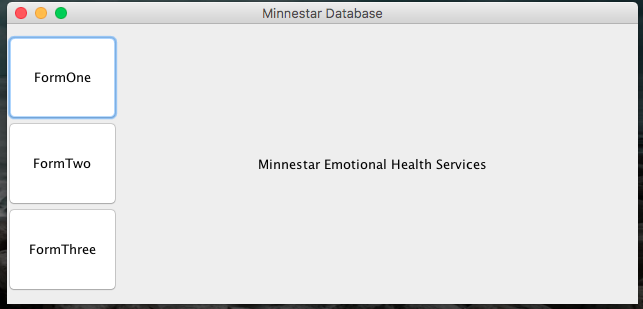 Minnestar Database
FormOne
FormTwo
Minnestar Emotional Health Services
FormThree